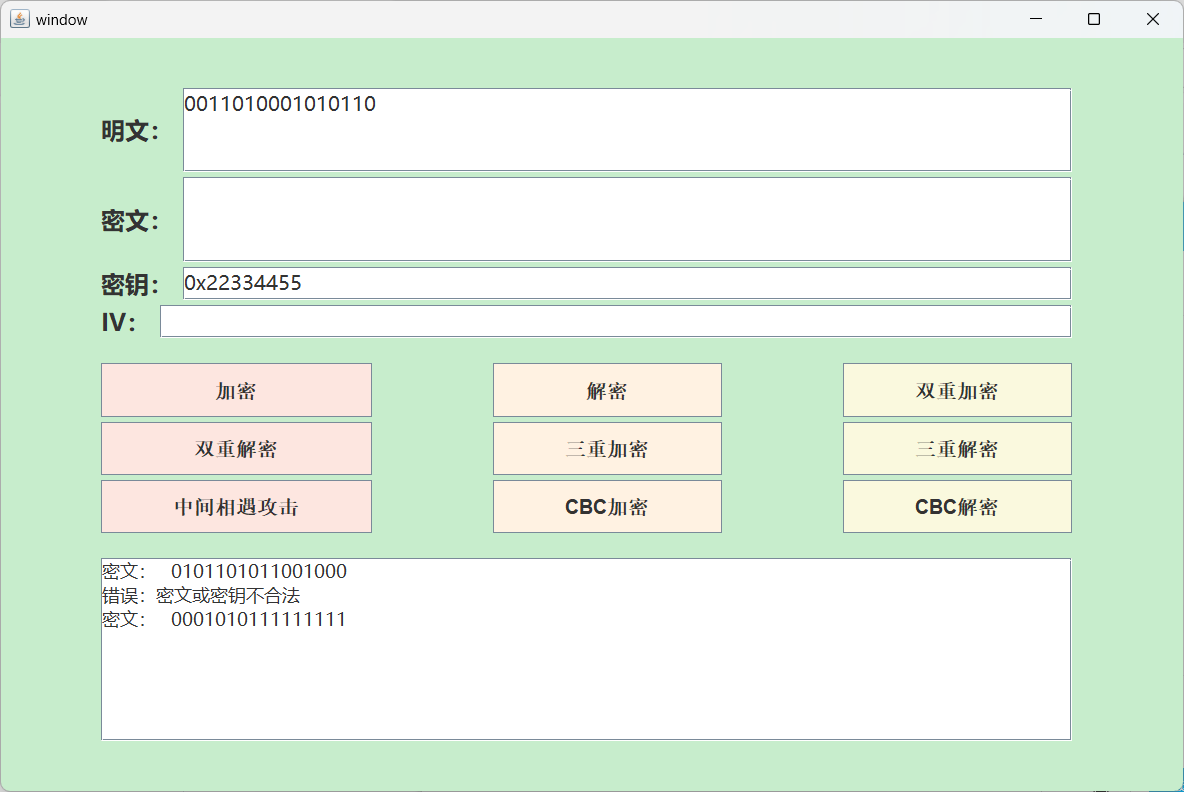 window
明文： 0011010001010110
密文：
密钥： 0x22334455
IV：
加密 解密 双重加密
双重解密 三重加密 三重解密
中间相遇攻击 CBC加密 CBC解密
密文： 0101101011001000
错误：密文或密钥不合法
密文： 0001010111111111